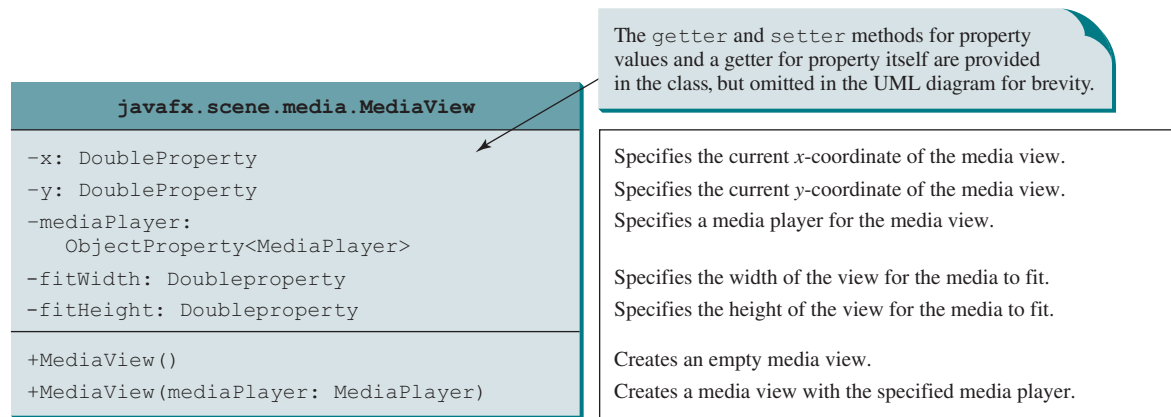 The getter and setter methods for property
values and a getter for property itself are provided
in the class, but omitted in the UML diagram for brevity.
javafx.scene.media.MediaView
-x: DoubleProperty
Specifies the current x-coordinate of the media view.
-y: DoubleProperty
Specifies the current y-coordinate of the media view.
-mediaPlayer:
Specifies a media player for the media view.
ObjectProperty<MediaPlayer>
-fitWidth: Doubleproperty
Specifies the width of the view for the media to fit.
-fitHeight: Doubleproperty
Specifies the height of the view for the media to fit.
+MediaView()
Creates an empty media view.
+MediaView(mediaPlayer: MediaPlayer)
Creates a media view with the specified media player.